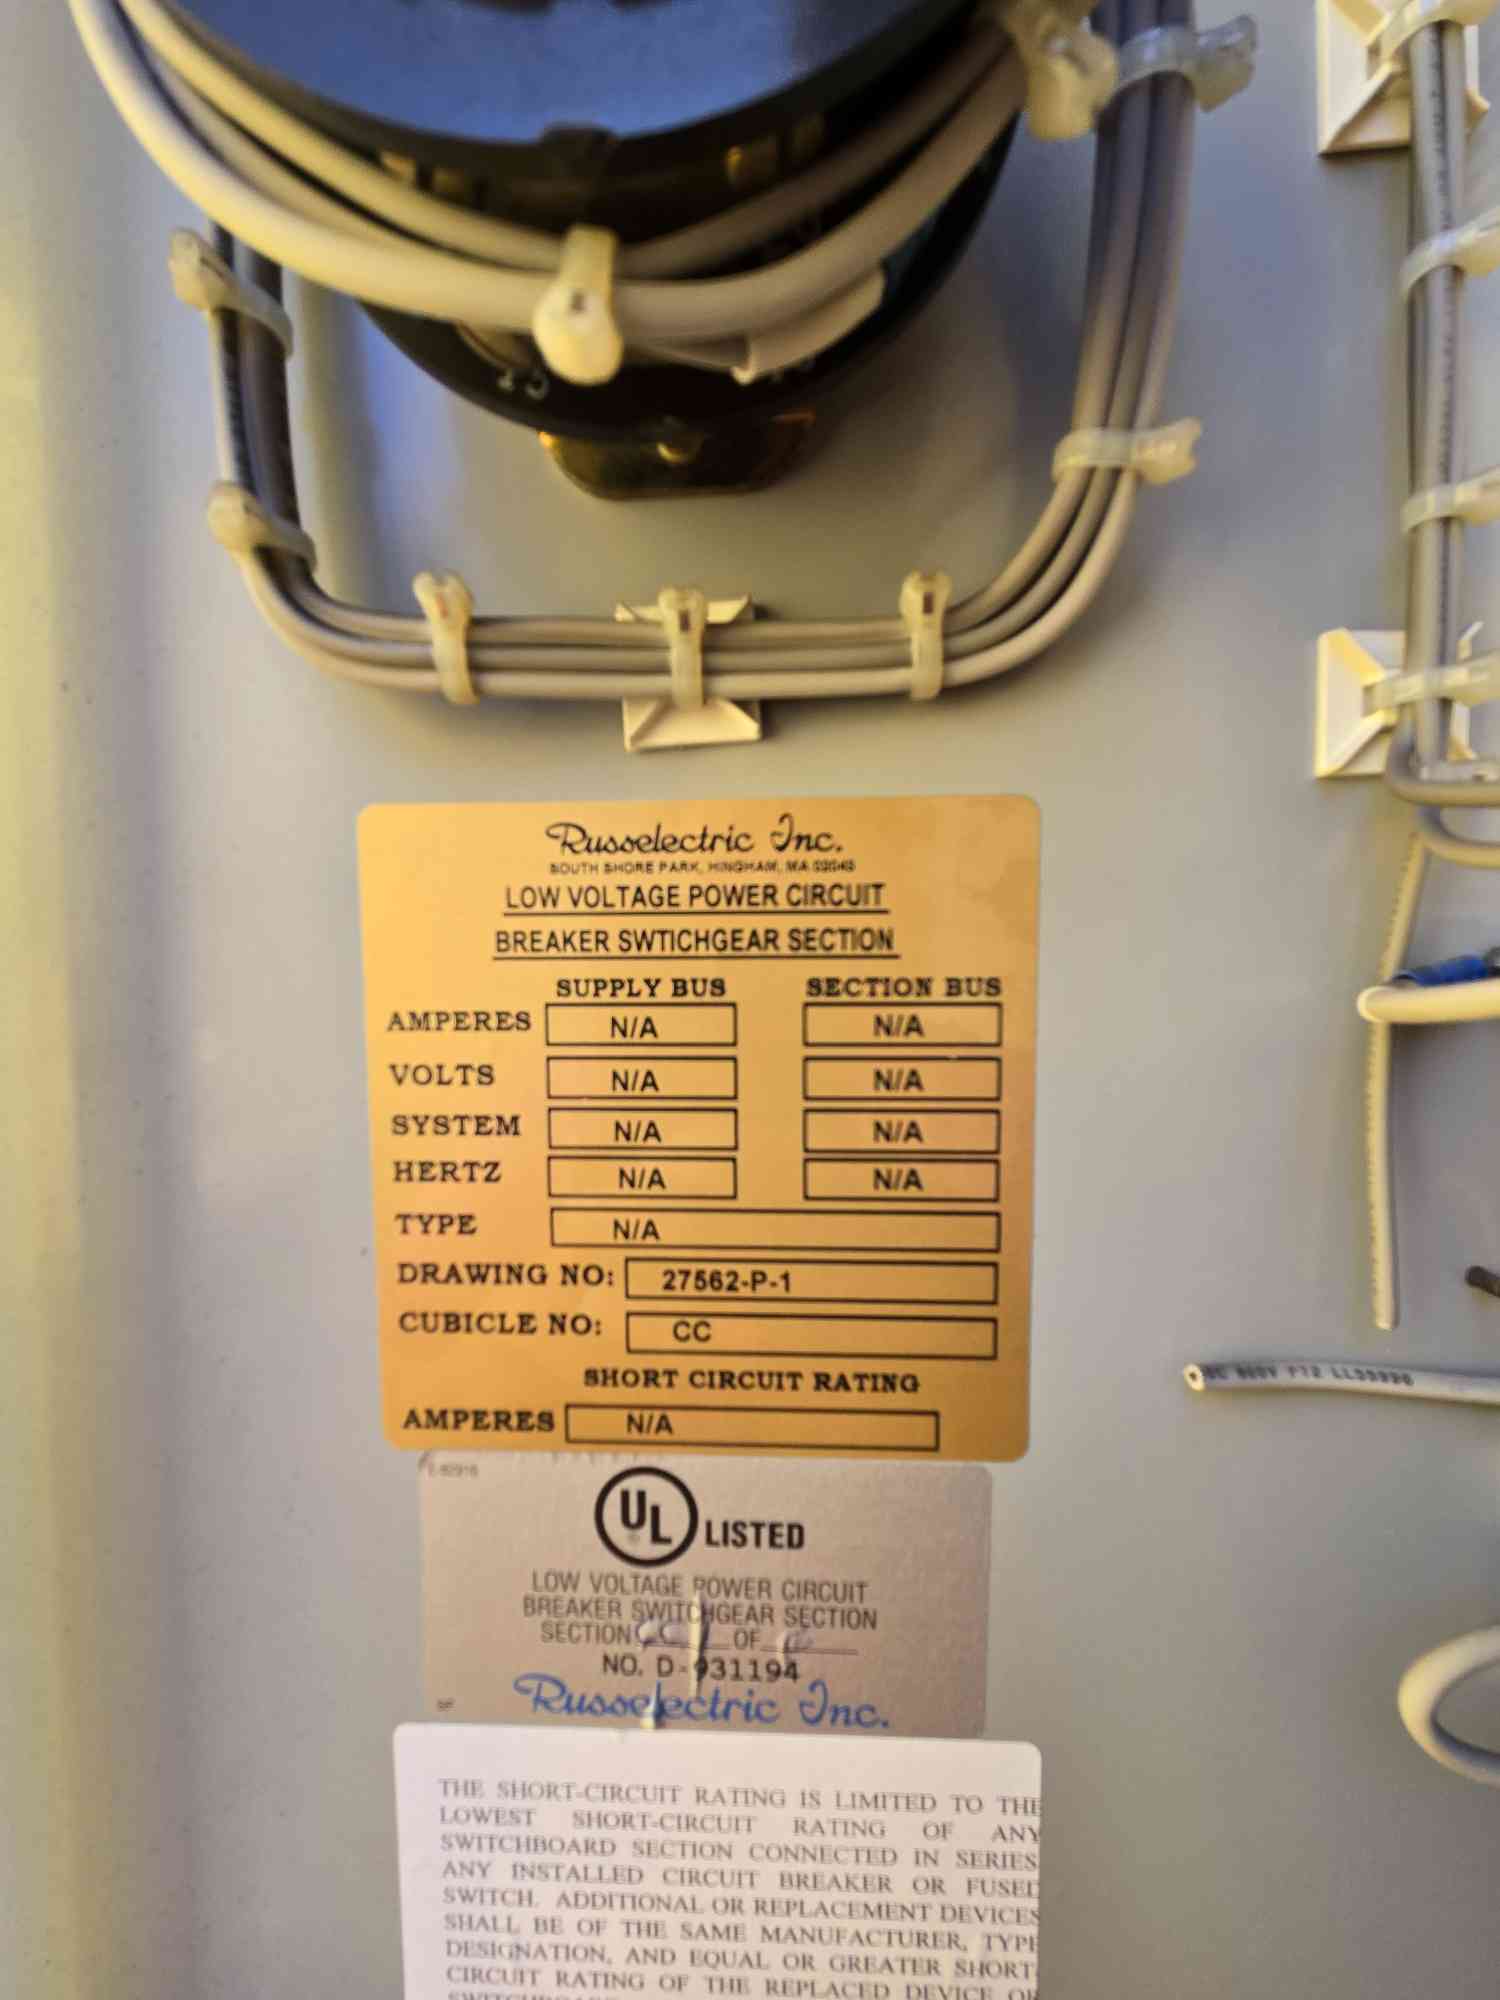 Russelectric Inc.
SOUTH SHORE PARK, HINGHAM, MA 02043
LOW VOLTAGE POWER CIRCUIT
BREAKER SWTICHGEAR SECTION
SUPPLY BUS SECTION BUS
AMPERES N/A N/A
VOLTS N/A N/A
SYSTEM N/A N/A
HERTZ N/A N/A
TYPE N/A
DRAWING NO: 27562-P-1
CUBICLE NO: CC
SHORT CIRCUIT RATING
AMPERES N/A
UL LISTED
LOW VOLTAGE POWER CIRCUIT
BREAKER SWITCHGEAR SECTION
SECTION OF
NO. D-931194
Russelectric Inc.
THE SHORT-CIRCUIT RATING IS LIMITED TO THE
LOWEST SHORT-CIRCUIT RATING OF ANY
SWITCHBOARD SECTION CONNECTED IN SERIES
ANY INSTALLED CIRCUIT BREAKER OR FUSED
SWITCH. ADDITIONAL OR REPLACEMENT DEVICES
SHALL BE OF THE SAME MANUFACTURER, TYPE
DESIGNATION, AND EQUAL OR GREATER SHORT
CIRCUIT RATING OF THE REPLACED DEVICE OR